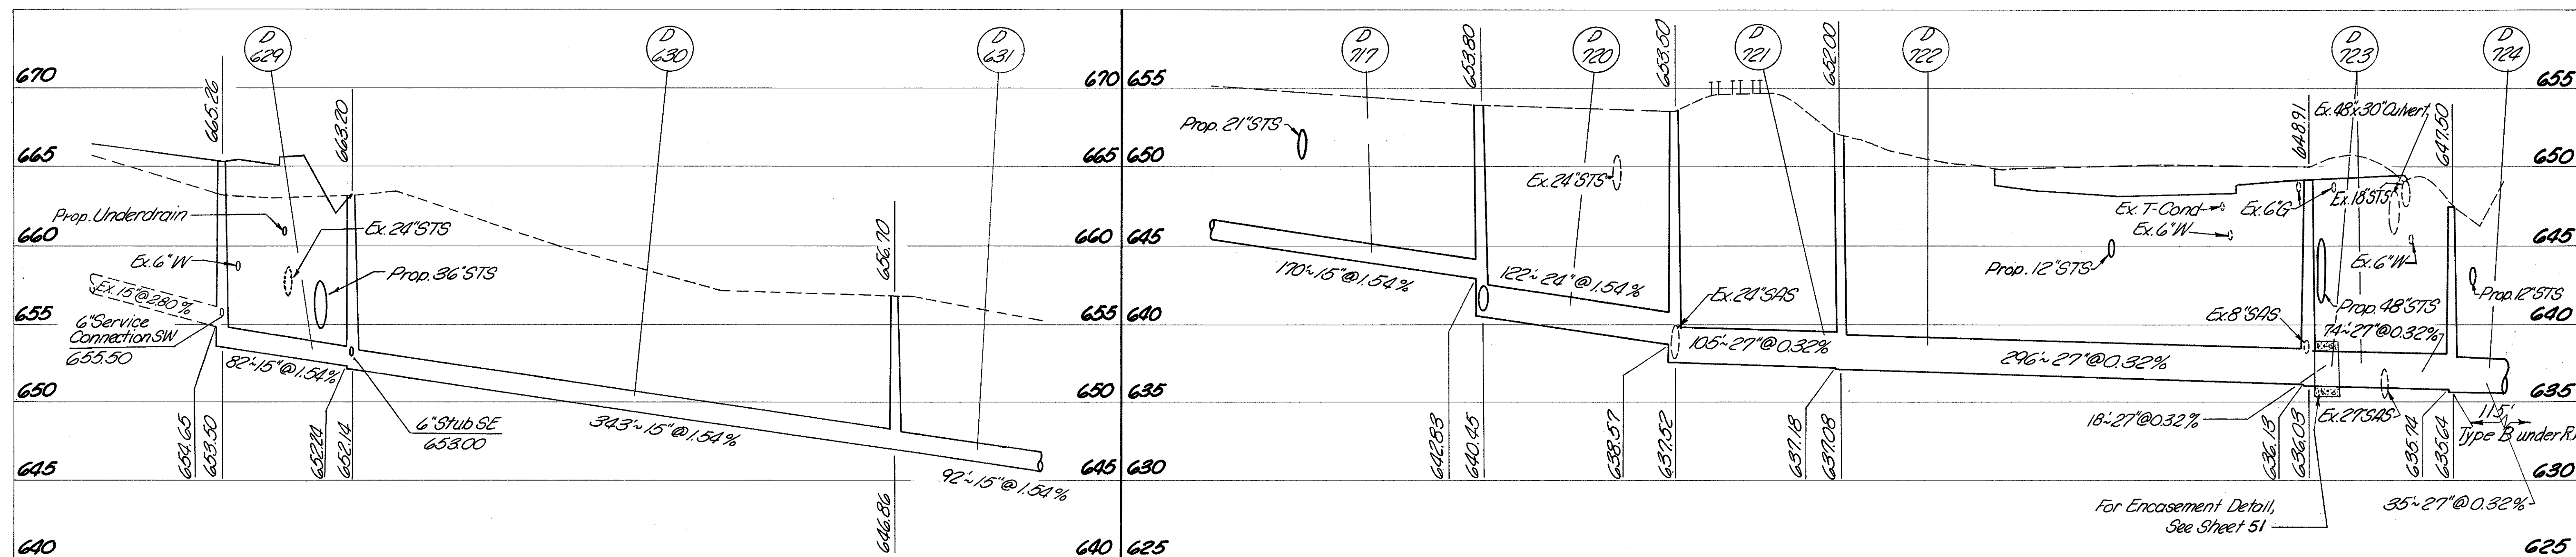 D
629
D
630
D
631
D
717
D
720
D
721
D
722
D
723
D
724
665.26
663.20
656.70
653.80
653.50
652.00
648.91
647.50
670
670
655
655
665
665
650
650
660
660
645
645
655
655
640
640
650
650
635
635
645
645
630
630
640
640
625
625
Prop. Underdrain
Ex. 6"W
Ex. 24"STS
Prop. 36"STS
Ex. 15"@2.80%
6"Service
Connection SW
655.50
82'~15"@1.54%
343'~15"@1.54%
6"Stub SE
653.00
92'~15"@1.54%
654.65
653.50
652.24
652.14
646.86
Prop. 21"STS
Ex. 24"STS
170'~15"@1.54%
122'~24"@1.54%
Ex. 24"SAS
105'~27"@0.32%
296'~27"@0.32%
Ex. 48"x30"Culvert
Ex. T-Cond
Ex. 6"W
Ex. 6"G
Ex. 18"STS
Prop. 12"STS
Ex. 6"W
Prop. 48"STS
Prop. 12"STS
Ex. 8"SAS
74'~27"@0.32%
18'~27"@0.32%
Ex. 27"SAS
115'
Type B under R.
642.83
640.45
638.57
637.52
637.18
637.08
636.13
636.03
635.74
635.64
For Encasement Detail,
See Sheet 51
35'~27"@0.32%